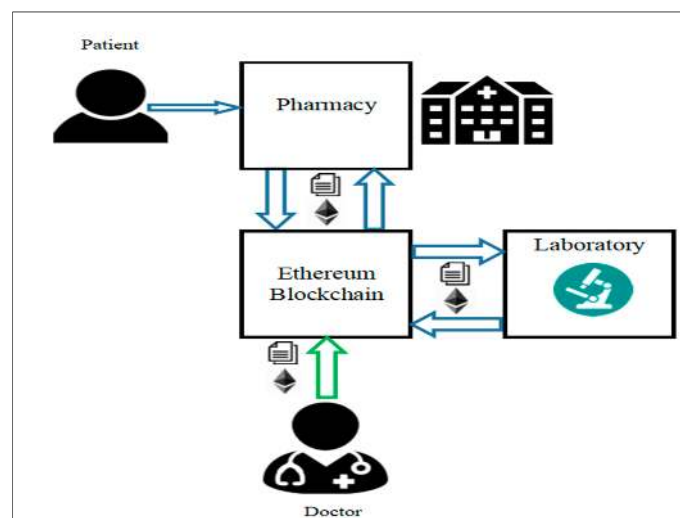 Patient
Pharmacy
Ethereum
Blockchain
Laboratory
Doctor